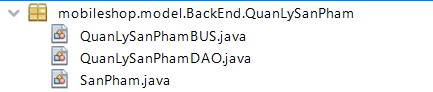 mobileshop.model.BackEnd.QuanLySanPham
QuanLySanPhamBUS.java
QuanLySanPhamDAO.java
SanPham.java